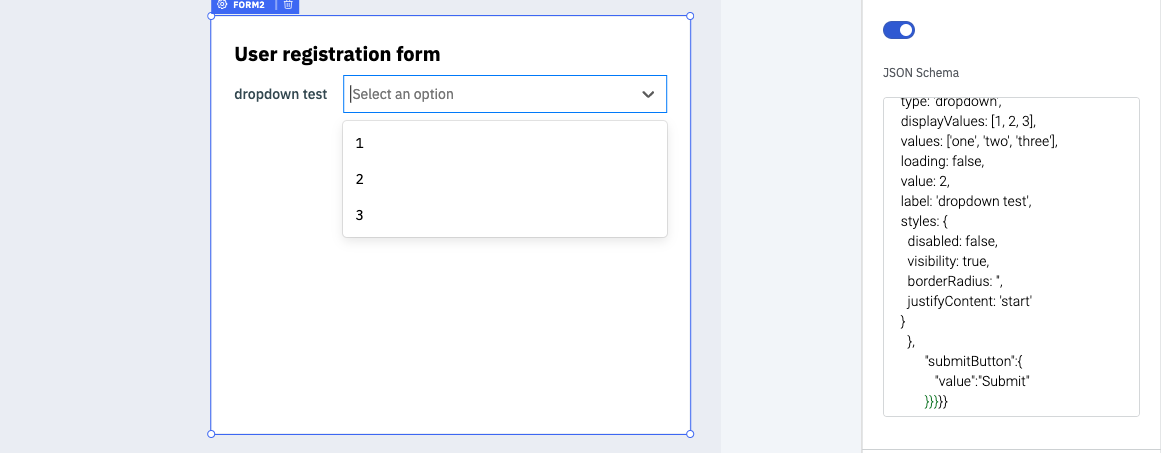 FORM2
User registration form
dropdown test
Select an option
1
2
3
JSON Schema
type: 'dropdown',
displayValues: [1, 2, 3],
values: ['one', 'two', 'three'],
loading: false,
value: 2,
label: 'dropdown test',
styles: {
disabled: false,
visibility: true,
borderRadius: '',
justifyContent: 'start'
}
},
"submitButton":{
"value":"Submit"
}}}}}